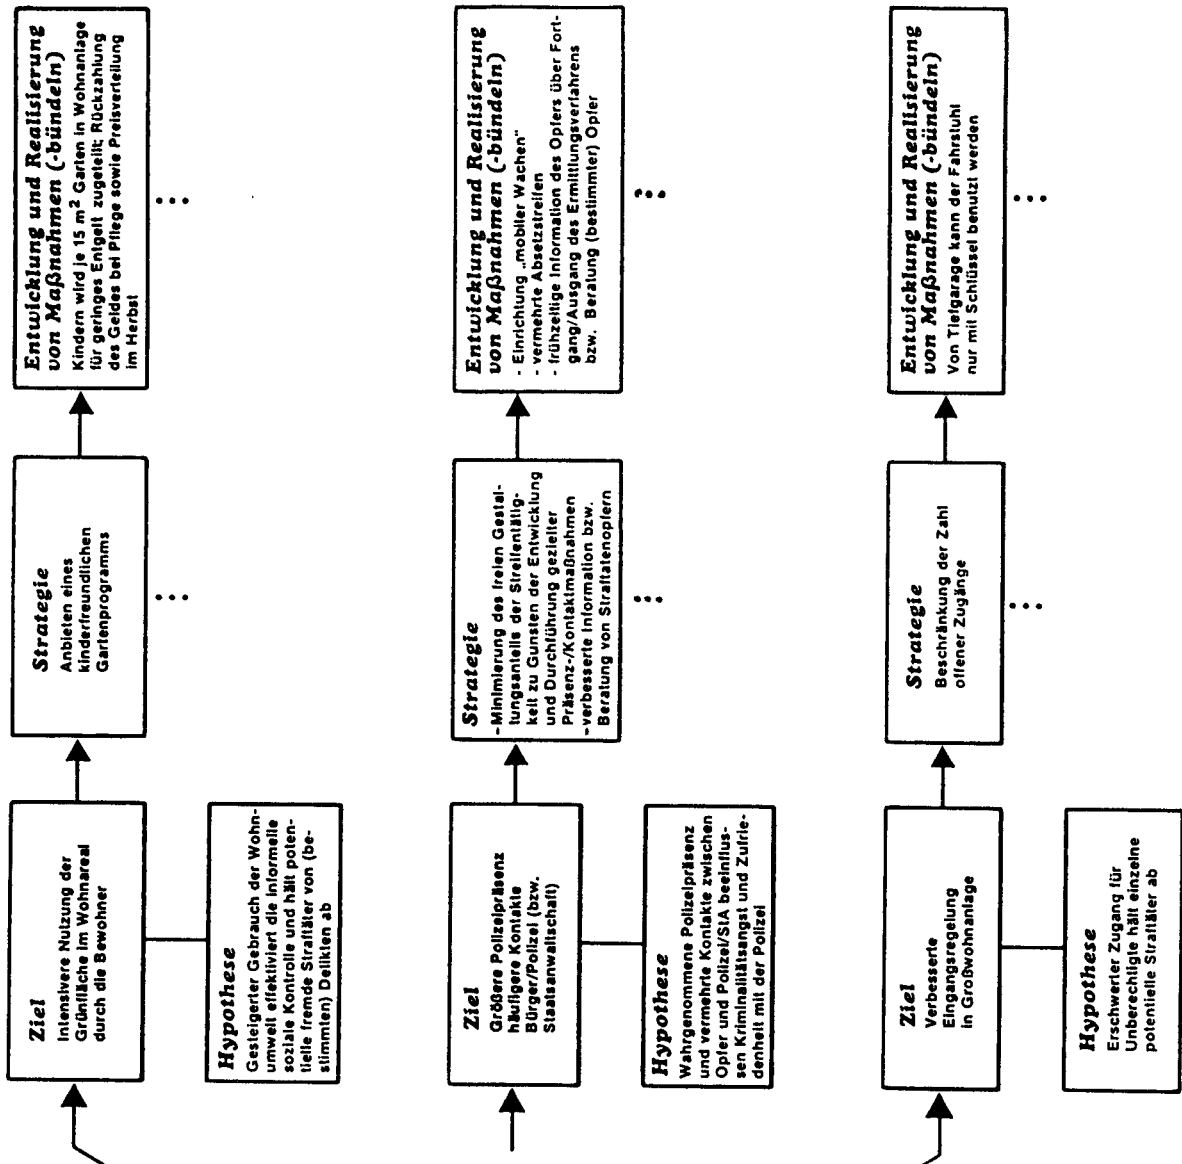 Ziel
Intensivere Nutzung der
Grünfläche im Wohnareal
durch die Bewohner
Hypothese
Gesteigerter Gebrauch der Wohn-
umwelt effektiviert die informelle
soziale Kontrolle und hält poten-
tielle fremde Straftäter von (be-
stimmten) Delikten ab
Strategie
Anbieten eines
kinderfreundlichen
Gartenprogramms
...
Entwicklung und Realisierung
von Maßnahmen (-bündeln)
Kindern wird je 15 m² Garten in Wohnanlage
für geringes Entgelt zugeteilt; Rückzahlung
des Geldes bei Pflege sowie Preisverteilung
im Herbst
...
Ziel
Größere Polizeipräsenz
häufigere Kontakte
Bürger/Polizei (bzw.
Staatsanwaltschaft)
Hypothese
Wahrgenommene Polizeipräsenz
und vermehrte Kontakte zwischen
Opfer und Polizei/StA beeinflus-
sen Kriminalitätsangst und Zufrie-
denheit mit der Polizei
Strategie
-Minimierung des freien Gestal-
tungsanteils der Streifentätig-
keit zu Gunsten der Entwicklung
und Durchführung gezielter
Präsenz-/Kontaktmaßnahmen
-verbesserte Information bzw.
Beratung von Straftatenopfern
...
Entwicklung und Realisierung
von Maßnahmen (-bündeln)
- Einrichtung „mobiler Wachen"
- vermehrte Absetzstreifen
- frühzeitige Information des Opfers über Fort-
gang/Ausgang des Ermittlungsverfahrens
bzw. Beratung (bestimmter) Opfer
...
Ziel
Verbesserte
Eingangsregelung
in Großwohnanlage
Hypothese
Erschwerter Zugang für
Unberechtigte hält einzelne
potentielle Straftäter ab
Strategie
Beschränkung der Zahl
offener Zugänge
...
Entwicklung und Realisierung
von Maßnahmen (-bündeln)
Von Tiefgarage kann der Fahrstuhl
nur mit Schlüssel benutzt werden
...